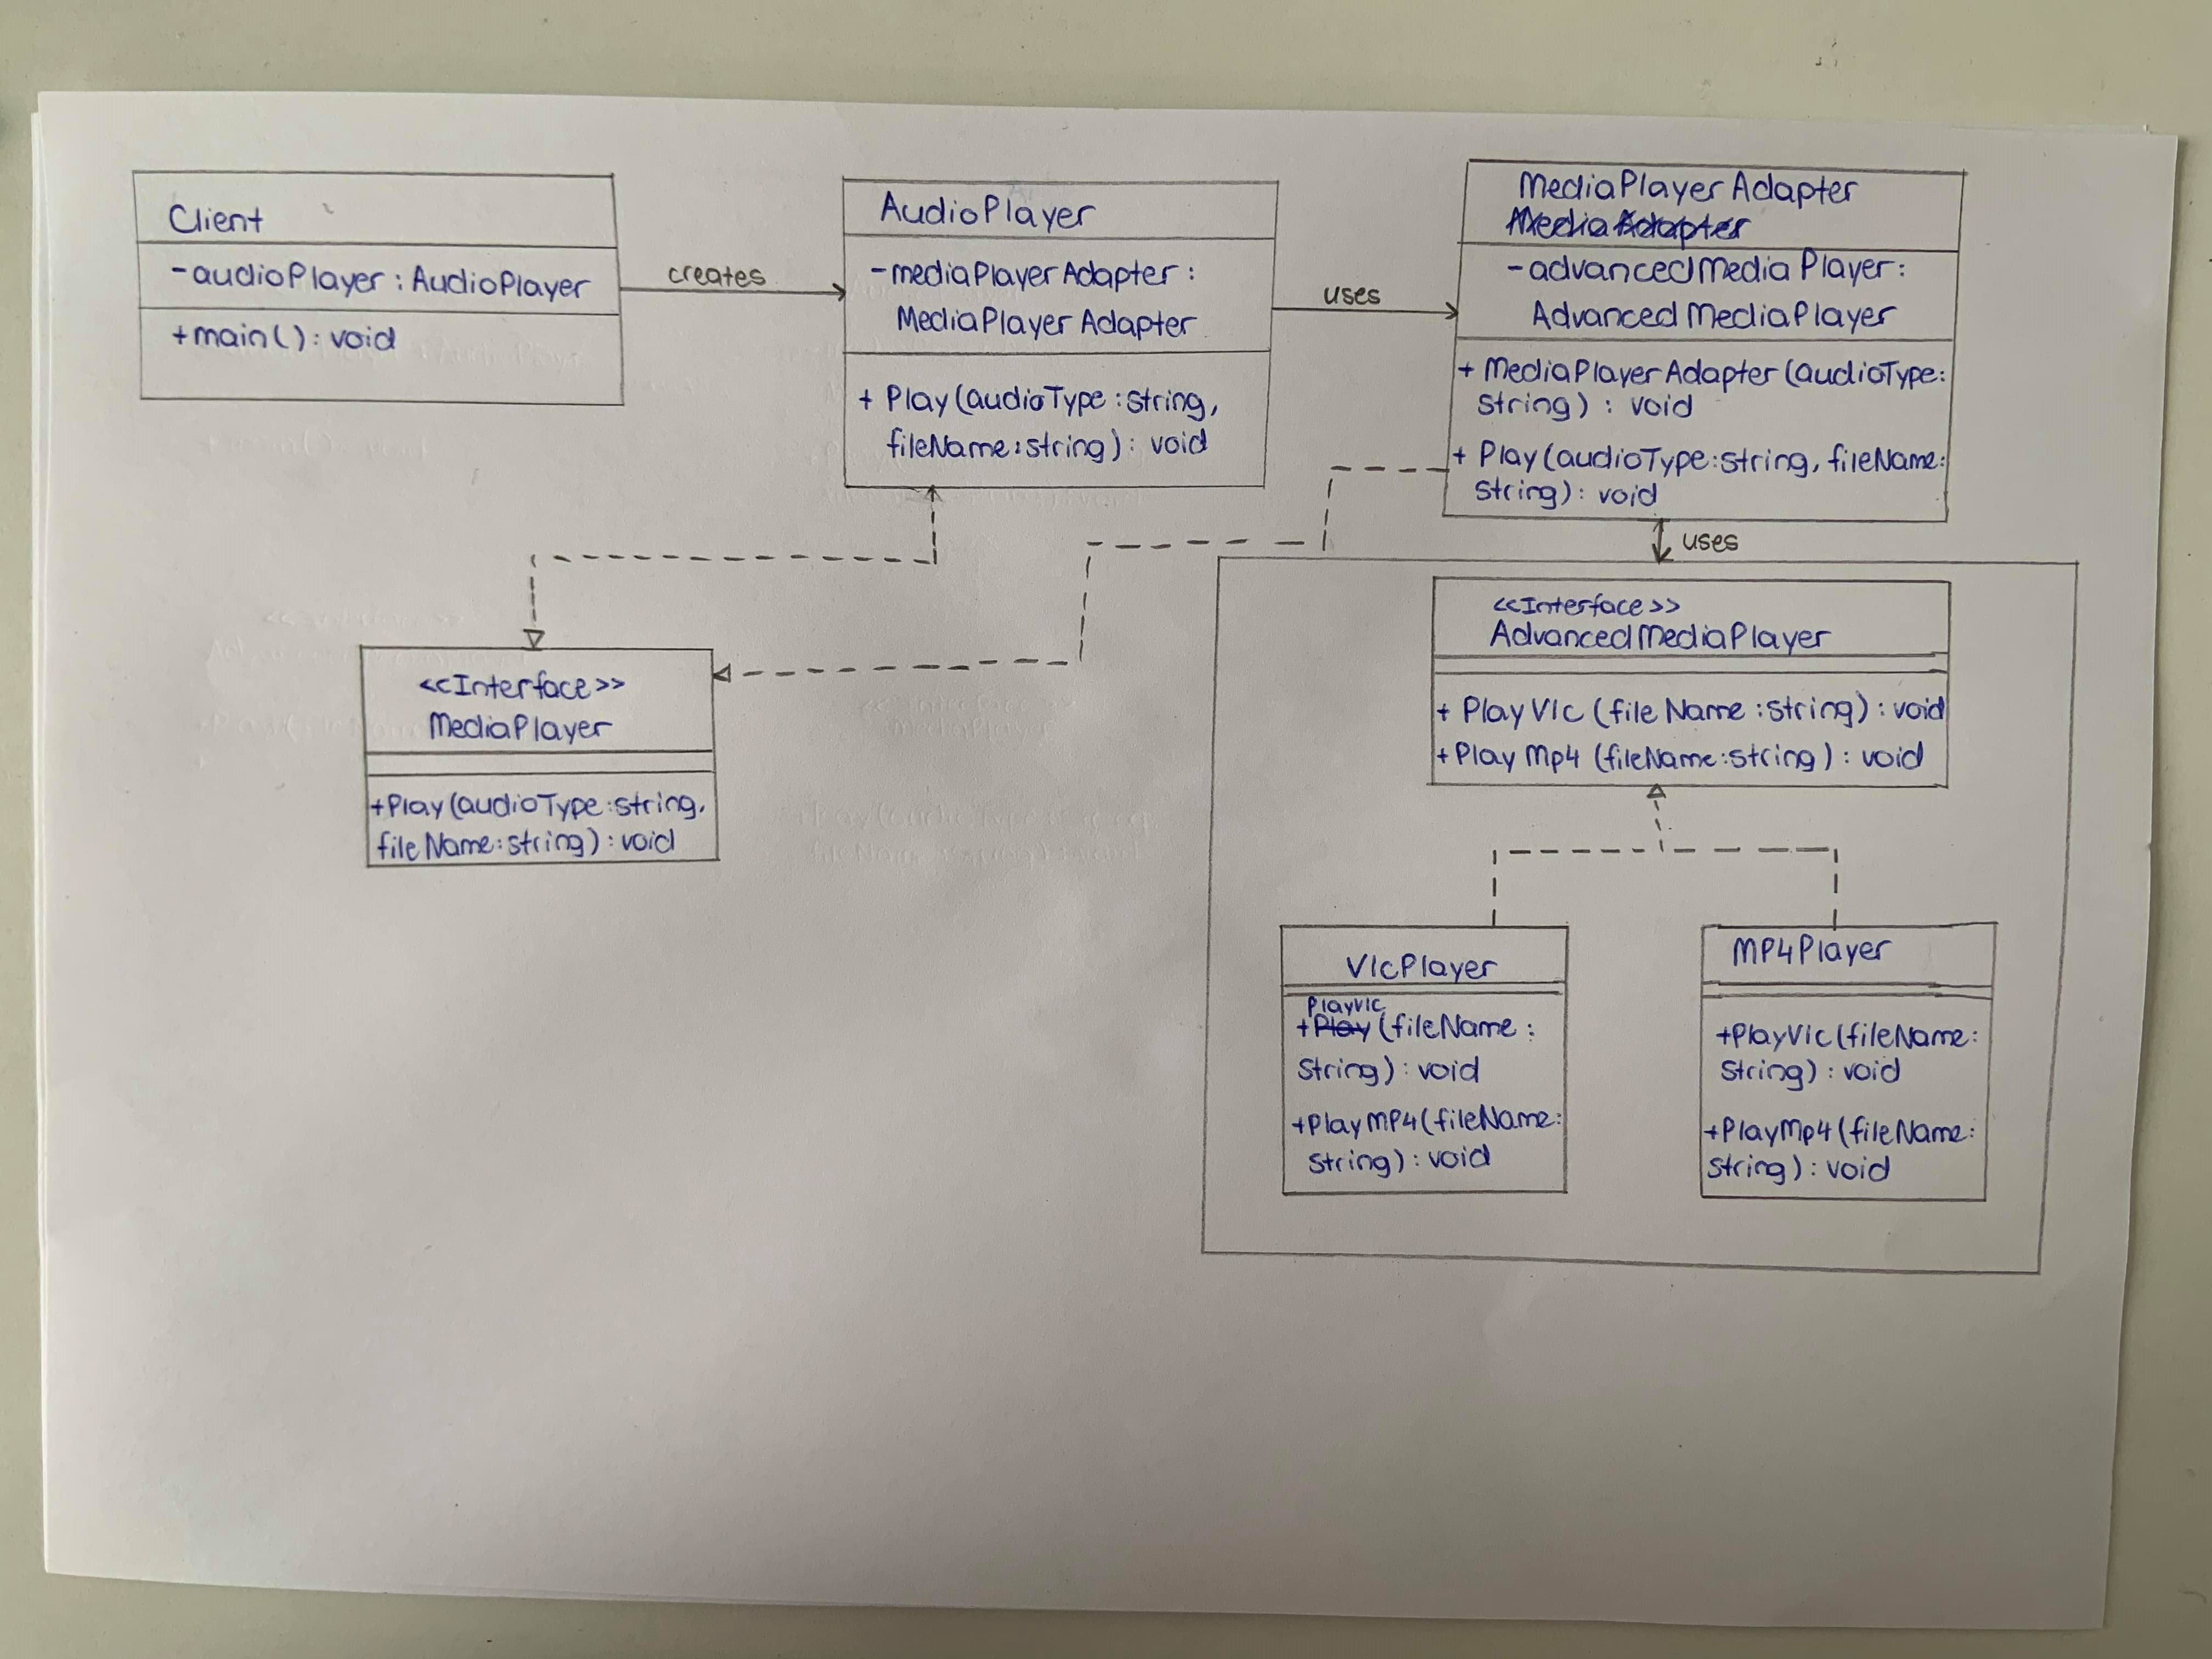 Client
-audioPlayer : AudioPlayer
+main() : void
creates
AudioPlayer
-mediaPlayerAdapter :
MediaPlayerAdapter
+ Play(audioType : string,
fileName : string) : void
uses
MediaPlayerAdapter
Media Adapter
-advancedMediaPlayer :
AdvancedMediaPlayer
+ MediaPlayerAdapter (audioType :
string) : void
+ Play(audioType : string, fileName :
string) : void
uses
<<Interface>>
MediaPlayer
+Play(audioType : string,
fileName : string) : void
<<Interface>>
AdvancedMediaPlayer
+ PlayVlc (fileName : string) : void
+ PlayMp4 (fileName : string) : void
VlcPlayer
PlayVlc
+Play (fileName :
string) : void
+PlayMP4(fileName :
string) : void
MP4Player
+PlayVlc(fileName :
string) : void
+PlayMp4(fileName :
string) : void